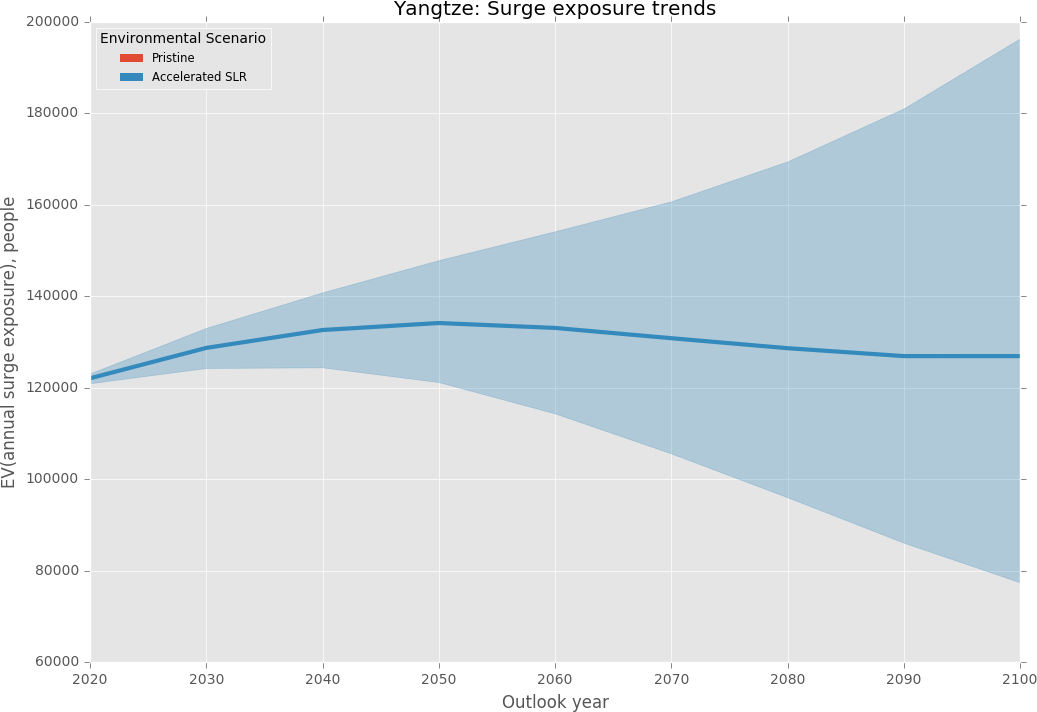 Yangtze: Surge exposure trends
Environmental Scenario
Pristine
Accelerated SLR
200000
180000
160000
140000
120000
100000
80000
60000
EV(annual surge exposure), people
2020 2030 2040 2050 2060 2070 2080 2090 2100
Outlook year